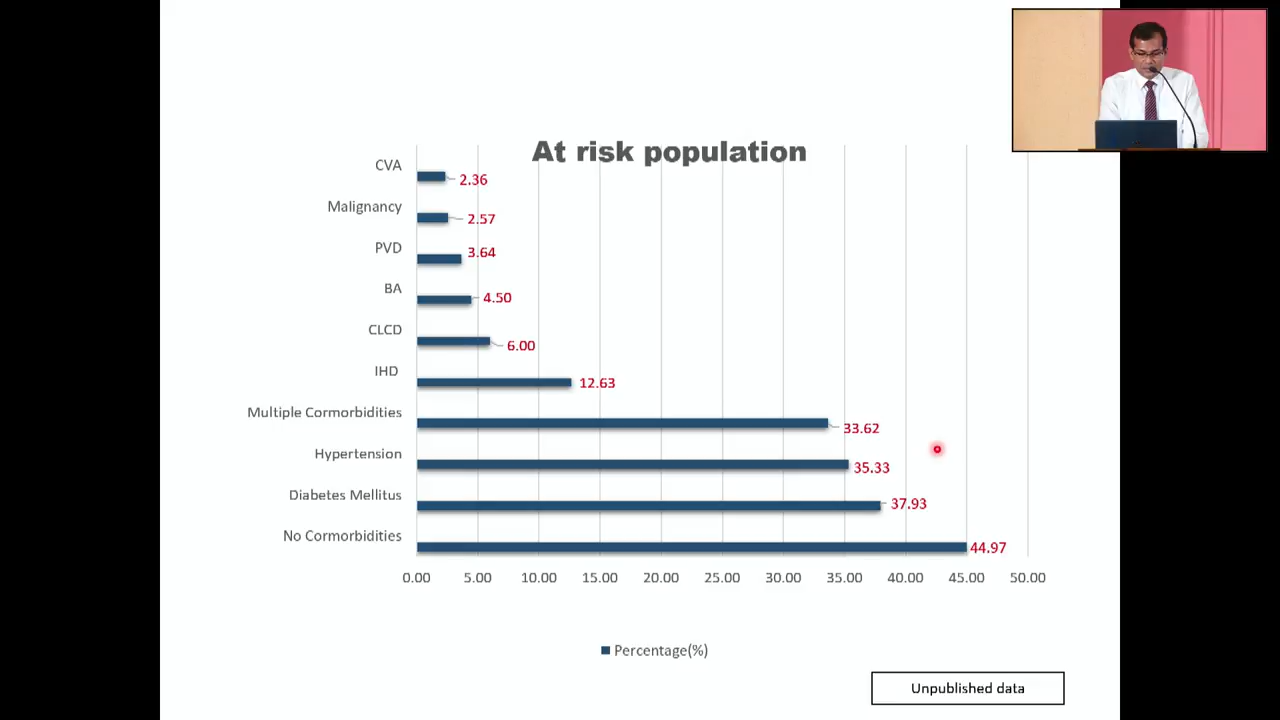 At risk population
CVA 2.36
Malignancy 2.57
PVD 3.64
BA 4.50
CLCD 6.00
IHD 12.63
Multiple Cormorbidities 33.62
Hypertension 35.33
Diabetes Mellitus 37.93
No Cormorbidities 44.97
0.00 5.00 10.00 15.00 20.00 25.00 30.00 35.00 40.00 45.00 50.00
Percentage(%)
Unpublished data